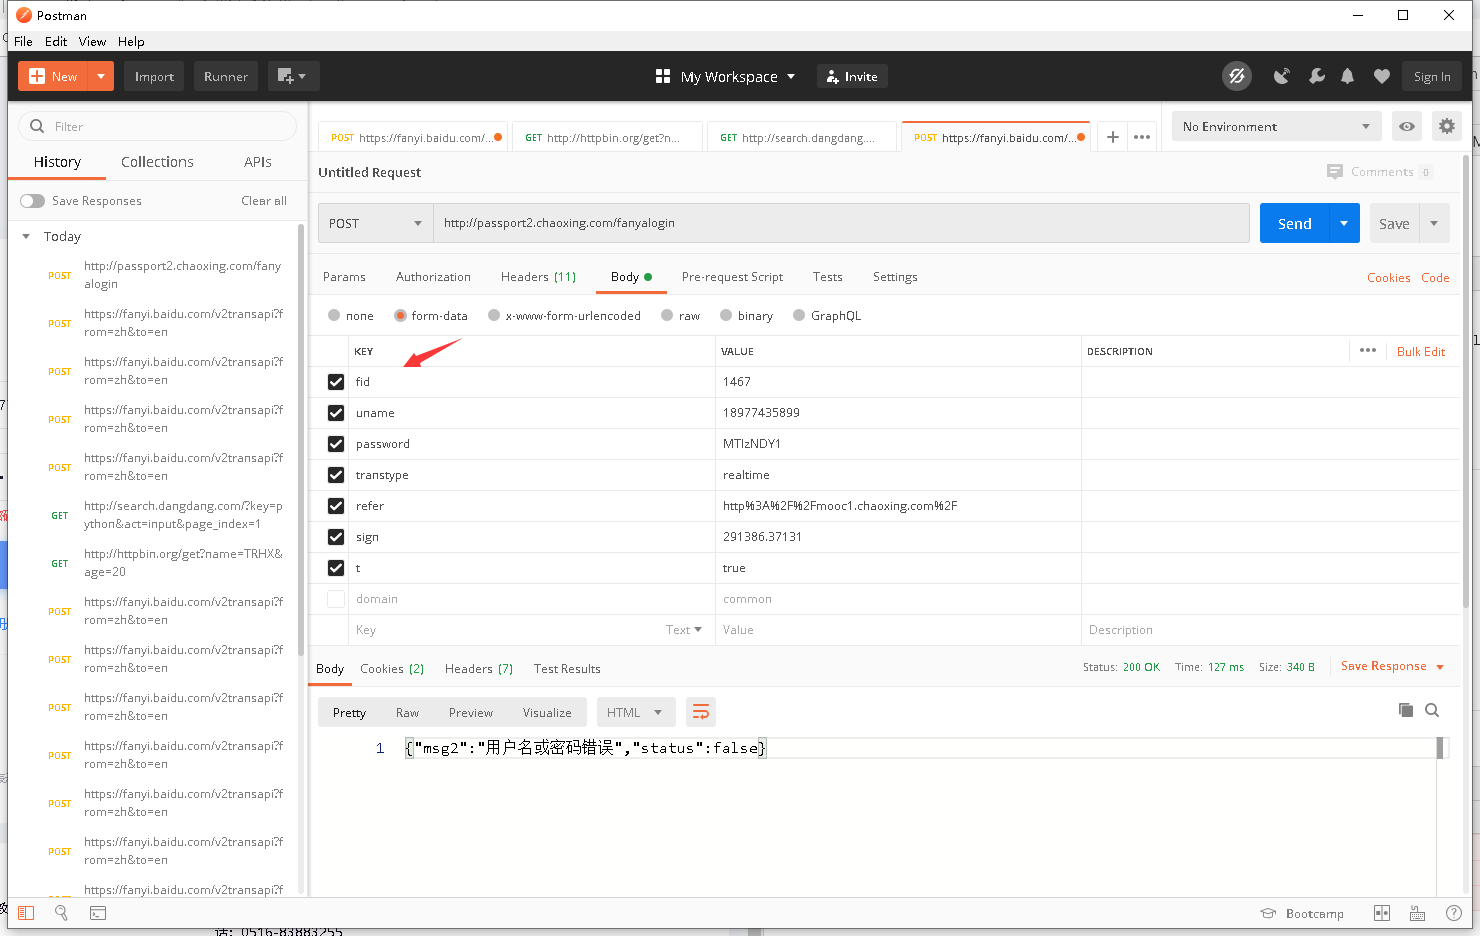 Postman
File Edit View Help
New Import Runner My Workspace Invite Sign In
Filter
History Collections APIs
Save Responses Clear all
Today
POST http://passport2.chaoxing.com/fany
alogin
POST https://fanyi.baidu.com/v2transapi?f
rom=zh&to=en
POST https://fanyi.baidu.com/v2transapi?f
rom=zh&to=en
POST https://fanyi.baidu.com/v2transapi?f
rom=zh&to=en
POST https://fanyi.baidu.com/v2transapi?f
rom=zh&to=en
GET http://search.dangdang.com/?key=p
ython&act=input&page_index=1
GET http://httpbin.org/get?name=TRHX&
age=20
POST https://fanyi.baidu.com/v2transapi?f
rom=zh&to=en
POST https://fanyi.baidu.com/v2transapi?f
rom=zh&to=en
POST https://fanyi.baidu.com/v2transapi?f
rom=zh&to=en
POST https://fanyi.baidu.com/v2transapi?f
rom=zh&to=en
POST https://fanyi.baidu.com/v2transapi?f
rom=zh&to=en
POST https://fanyi.baidu.com/v2transapi?f
rom=zh&to=en
https://fanyi.baidu.com/v2transapi?f
POST https://fanyi.baidu.com/... GET http://httpbin.org/get?n... GET http://search.dangdang.... POST https://fanyi.baidu.com/... No Environment
Untitled Request Comments 0
POST http://passport2.chaoxing.com/fanyalogin Send Save
Params Authorization Headers (11) Body Pre-request Script Tests Settings Cookies Code
none form-data x-www-form-urlencoded raw binary GraphQL
KEY VALUE DESCRIPTION Bulk Edit
fid 1467
uname 18977435899
password MTIzNDY1
transtype realtime
refer http%3A%2F%2Fmooc1.chaoxing.com%2F
sign 291386.37131
t true
domain common
Key Text Value Description
Body Cookies (2) Headers (7) Test Results Status: 200 OK Time: 127 ms Size: 340 B Save Response
Pretty Raw Preview Visualize HTML
1 {"msg2":"用户名或密码错误","status":false}
Bootcamp
话: 0516-83883255